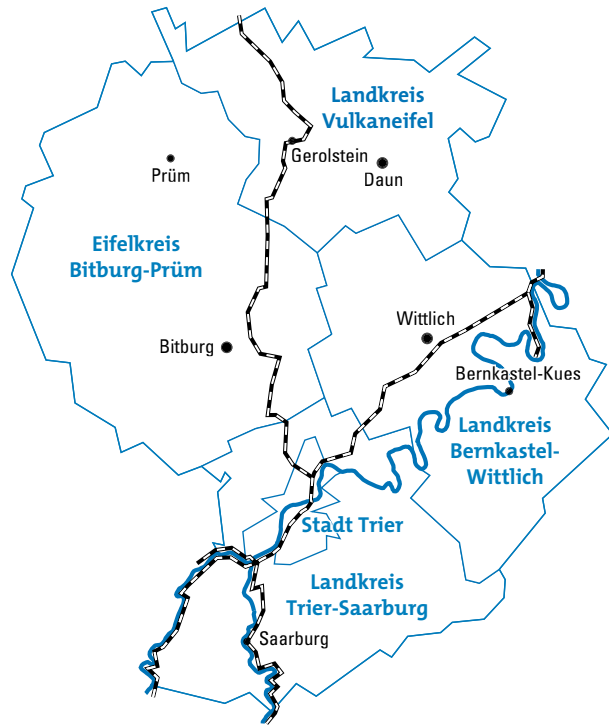 Landkreis
Vulkaneifel
Gerolstein
Prüm
Daun
Eifelkreis
Bitburg-Prüm
Wittlich
Bitburg
Bernkastel-Kues
Landkreis
Bernkastel-
Wittlich
Stadt Trier
Landkreis
Trier-Saarburg
Saarburg